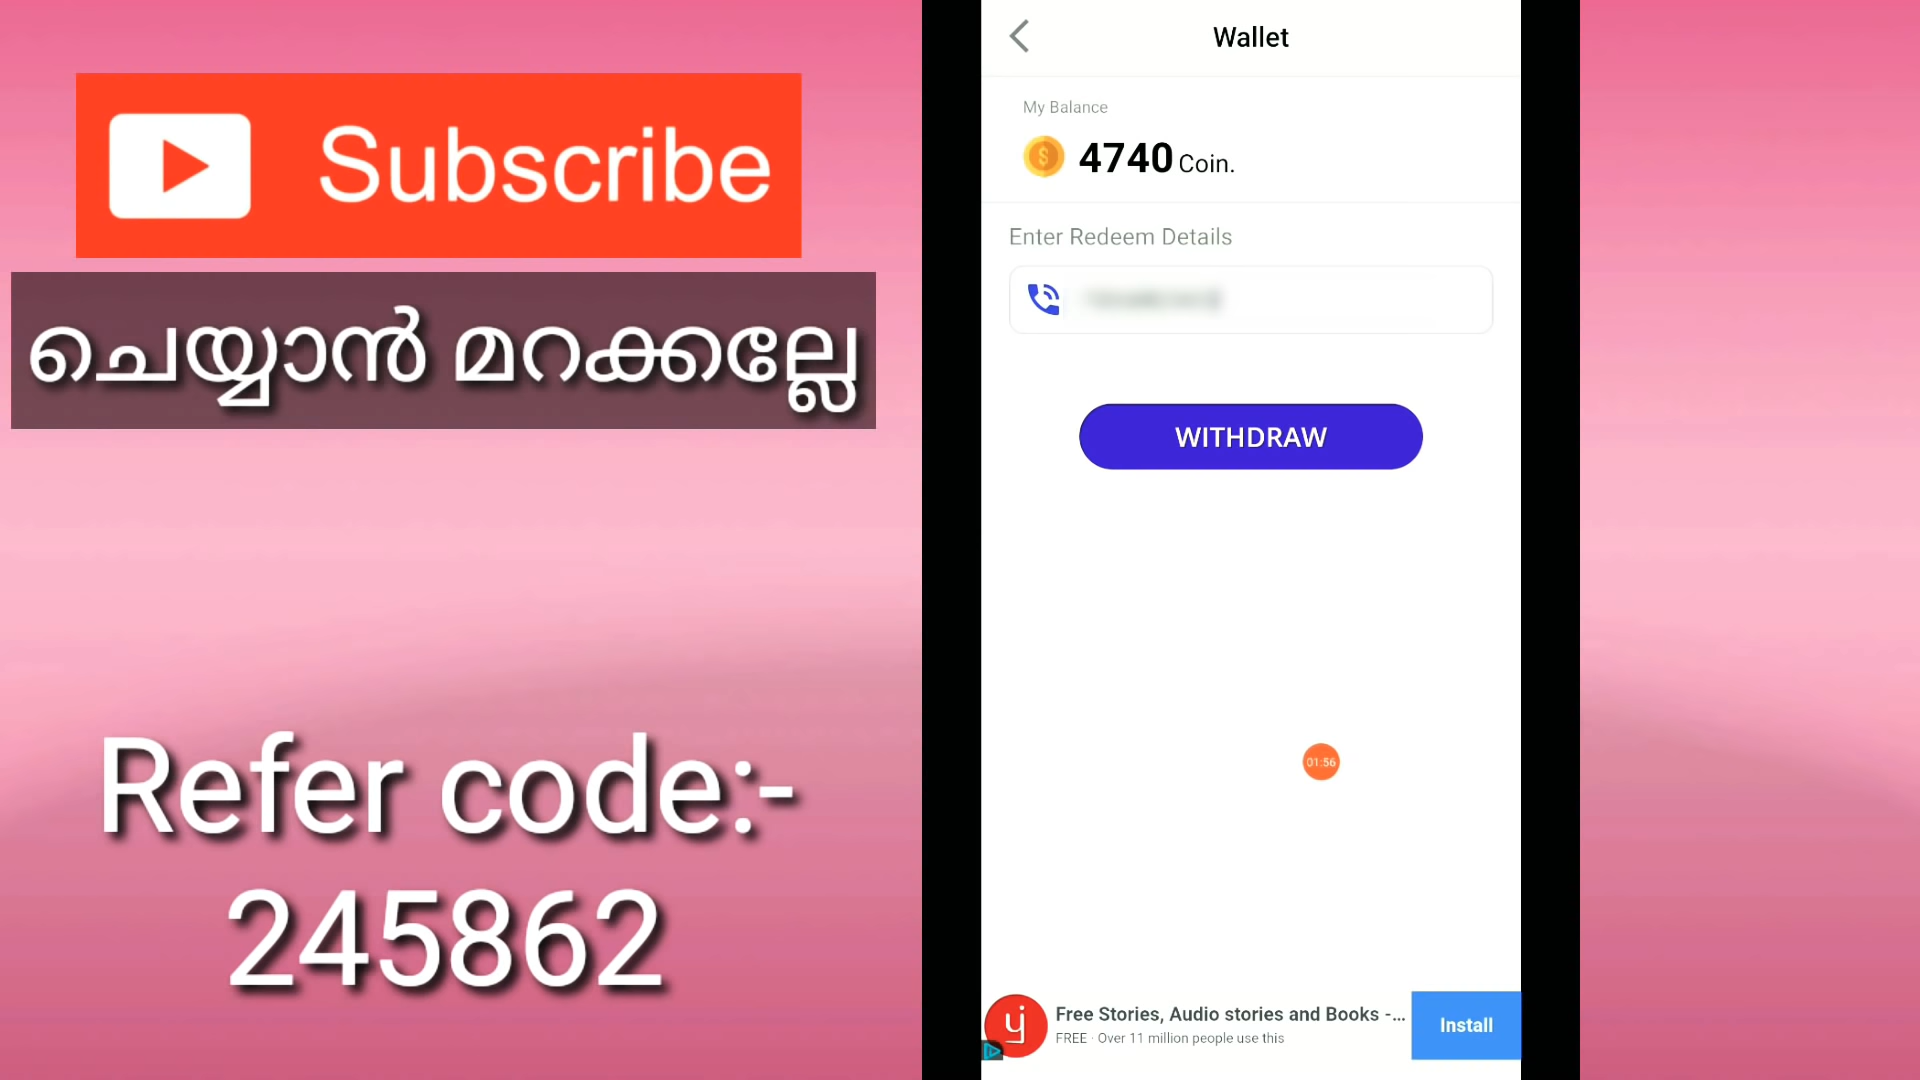 Subscribe
ചെയ്യാൻ മറക്കല്ലേ
Refer code:-
245862
Wallet
My Balance
4740 Coin.
Enter Redeem Details
WITHDRAW
01:56
Free Stories, Audio stories and Books -...
FREE · Over 11 million people use this
Install